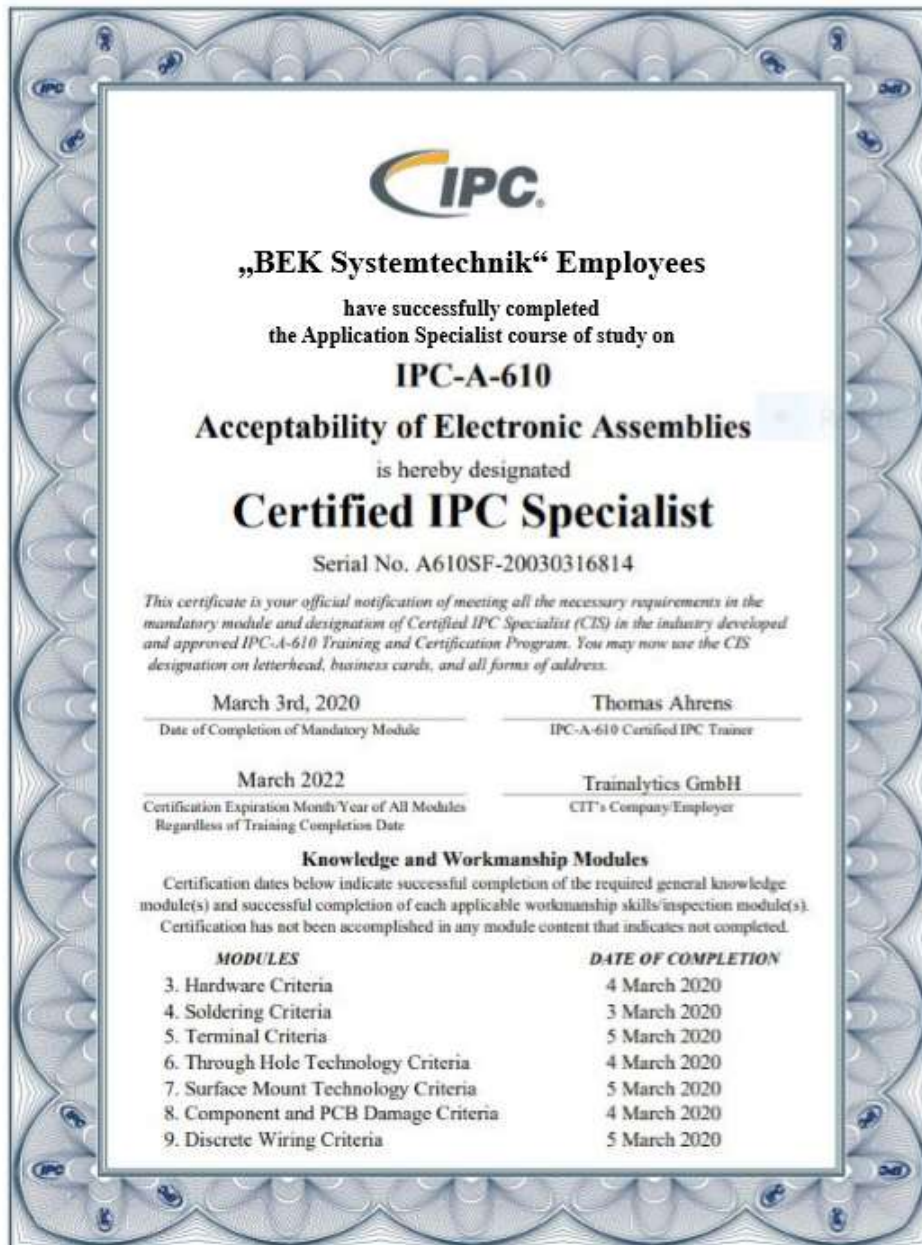 IPC
„BEK Systemtechnik“ Employees
have successfully completed
the Application Specialist course of study on
IPC-A-610
Acceptability of Electronic Assemblies
is hereby designated
Certified IPC Specialist
Serial No. A610SF-20030316814
This certificate is your official notification of meeting all the necessary requirements in the
mandatory module and designation of Certified IPC Specialist (CIS) in the industry developed
and approved IPC-A-610 Training and Certification Program. You may now use the CIS
designation on letterhead, business cards, and all forms of address.
March 3rd, 2020 Thomas Ahrens
Date of Completion of Mandatory Module IPC-A-610 Certified IPC Trainer
March 2022 Trainalytics GmbH
Certification Expiration Month/Year of All Modules CIT's Company/Employer
Regardless of Training Completion Date
Knowledge and Workmanship Modules
Certification dates below indicate successful completion of the required general knowledge
module(s) and successful completion of each applicable workmanship skills/inspection module(s).
Certification has not been accomplished in any module content that indicates not completed.
MODULES DATE OF COMPLETION
3. Hardware Criteria 4 March 2020
4. Soldering Criteria 3 March 2020
5. Terminal Criteria 5 March 2020
6. Through Hole Technology Criteria 4 March 2020
7. Surface Mount Technology Criteria 5 March 2020
8. Component and PCB Damage Criteria 4 March 2020
9. Discrete Wiring Criteria 5 March 2020